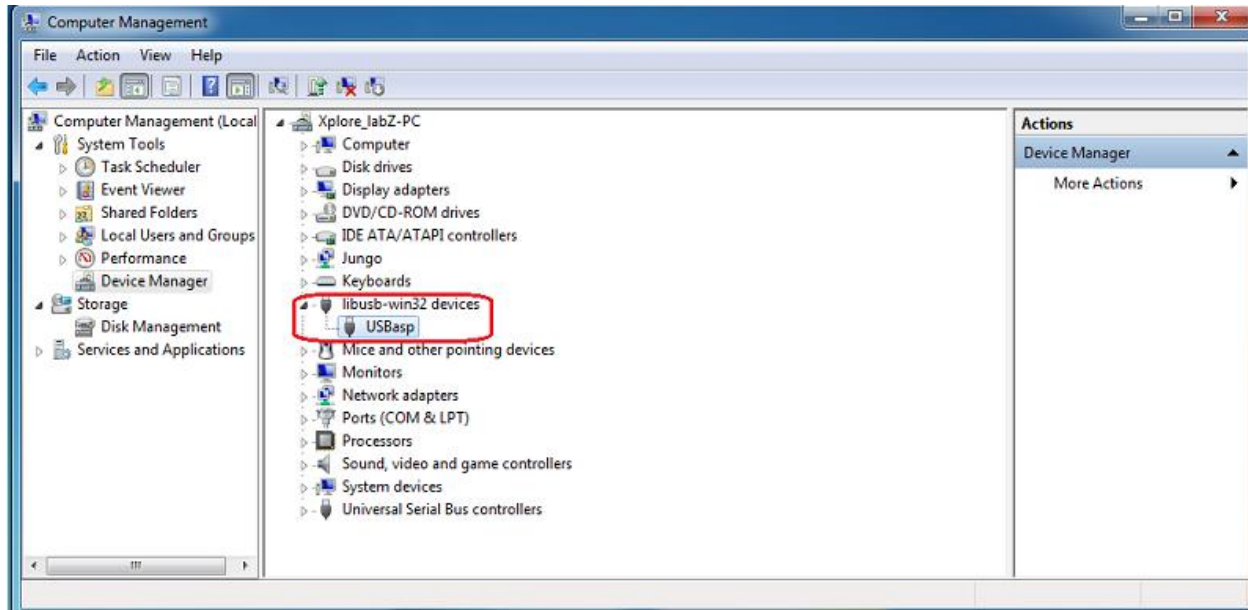 Computer Management
File Action View Help
Computer Management (Local
System Tools
Task Scheduler
Event Viewer
Shared Folders
Local Users and Groups
Performance
Device Manager
Storage
Disk Management
Services and Applications
Xplore_labZ-PC
Computer
Disk drives
Display adapters
DVD/CD-ROM drives
IDE ATA/ATAPI controllers
Jungo
Keyboards
libusb-win32 devices
USBasp
Mice and other pointing devices
Monitors
Network adapters
Ports (COM & LPT)
Processors
Sound, video and game controllers
System devices
Universal Serial Bus controllers
Actions
Device Manager
More Actions